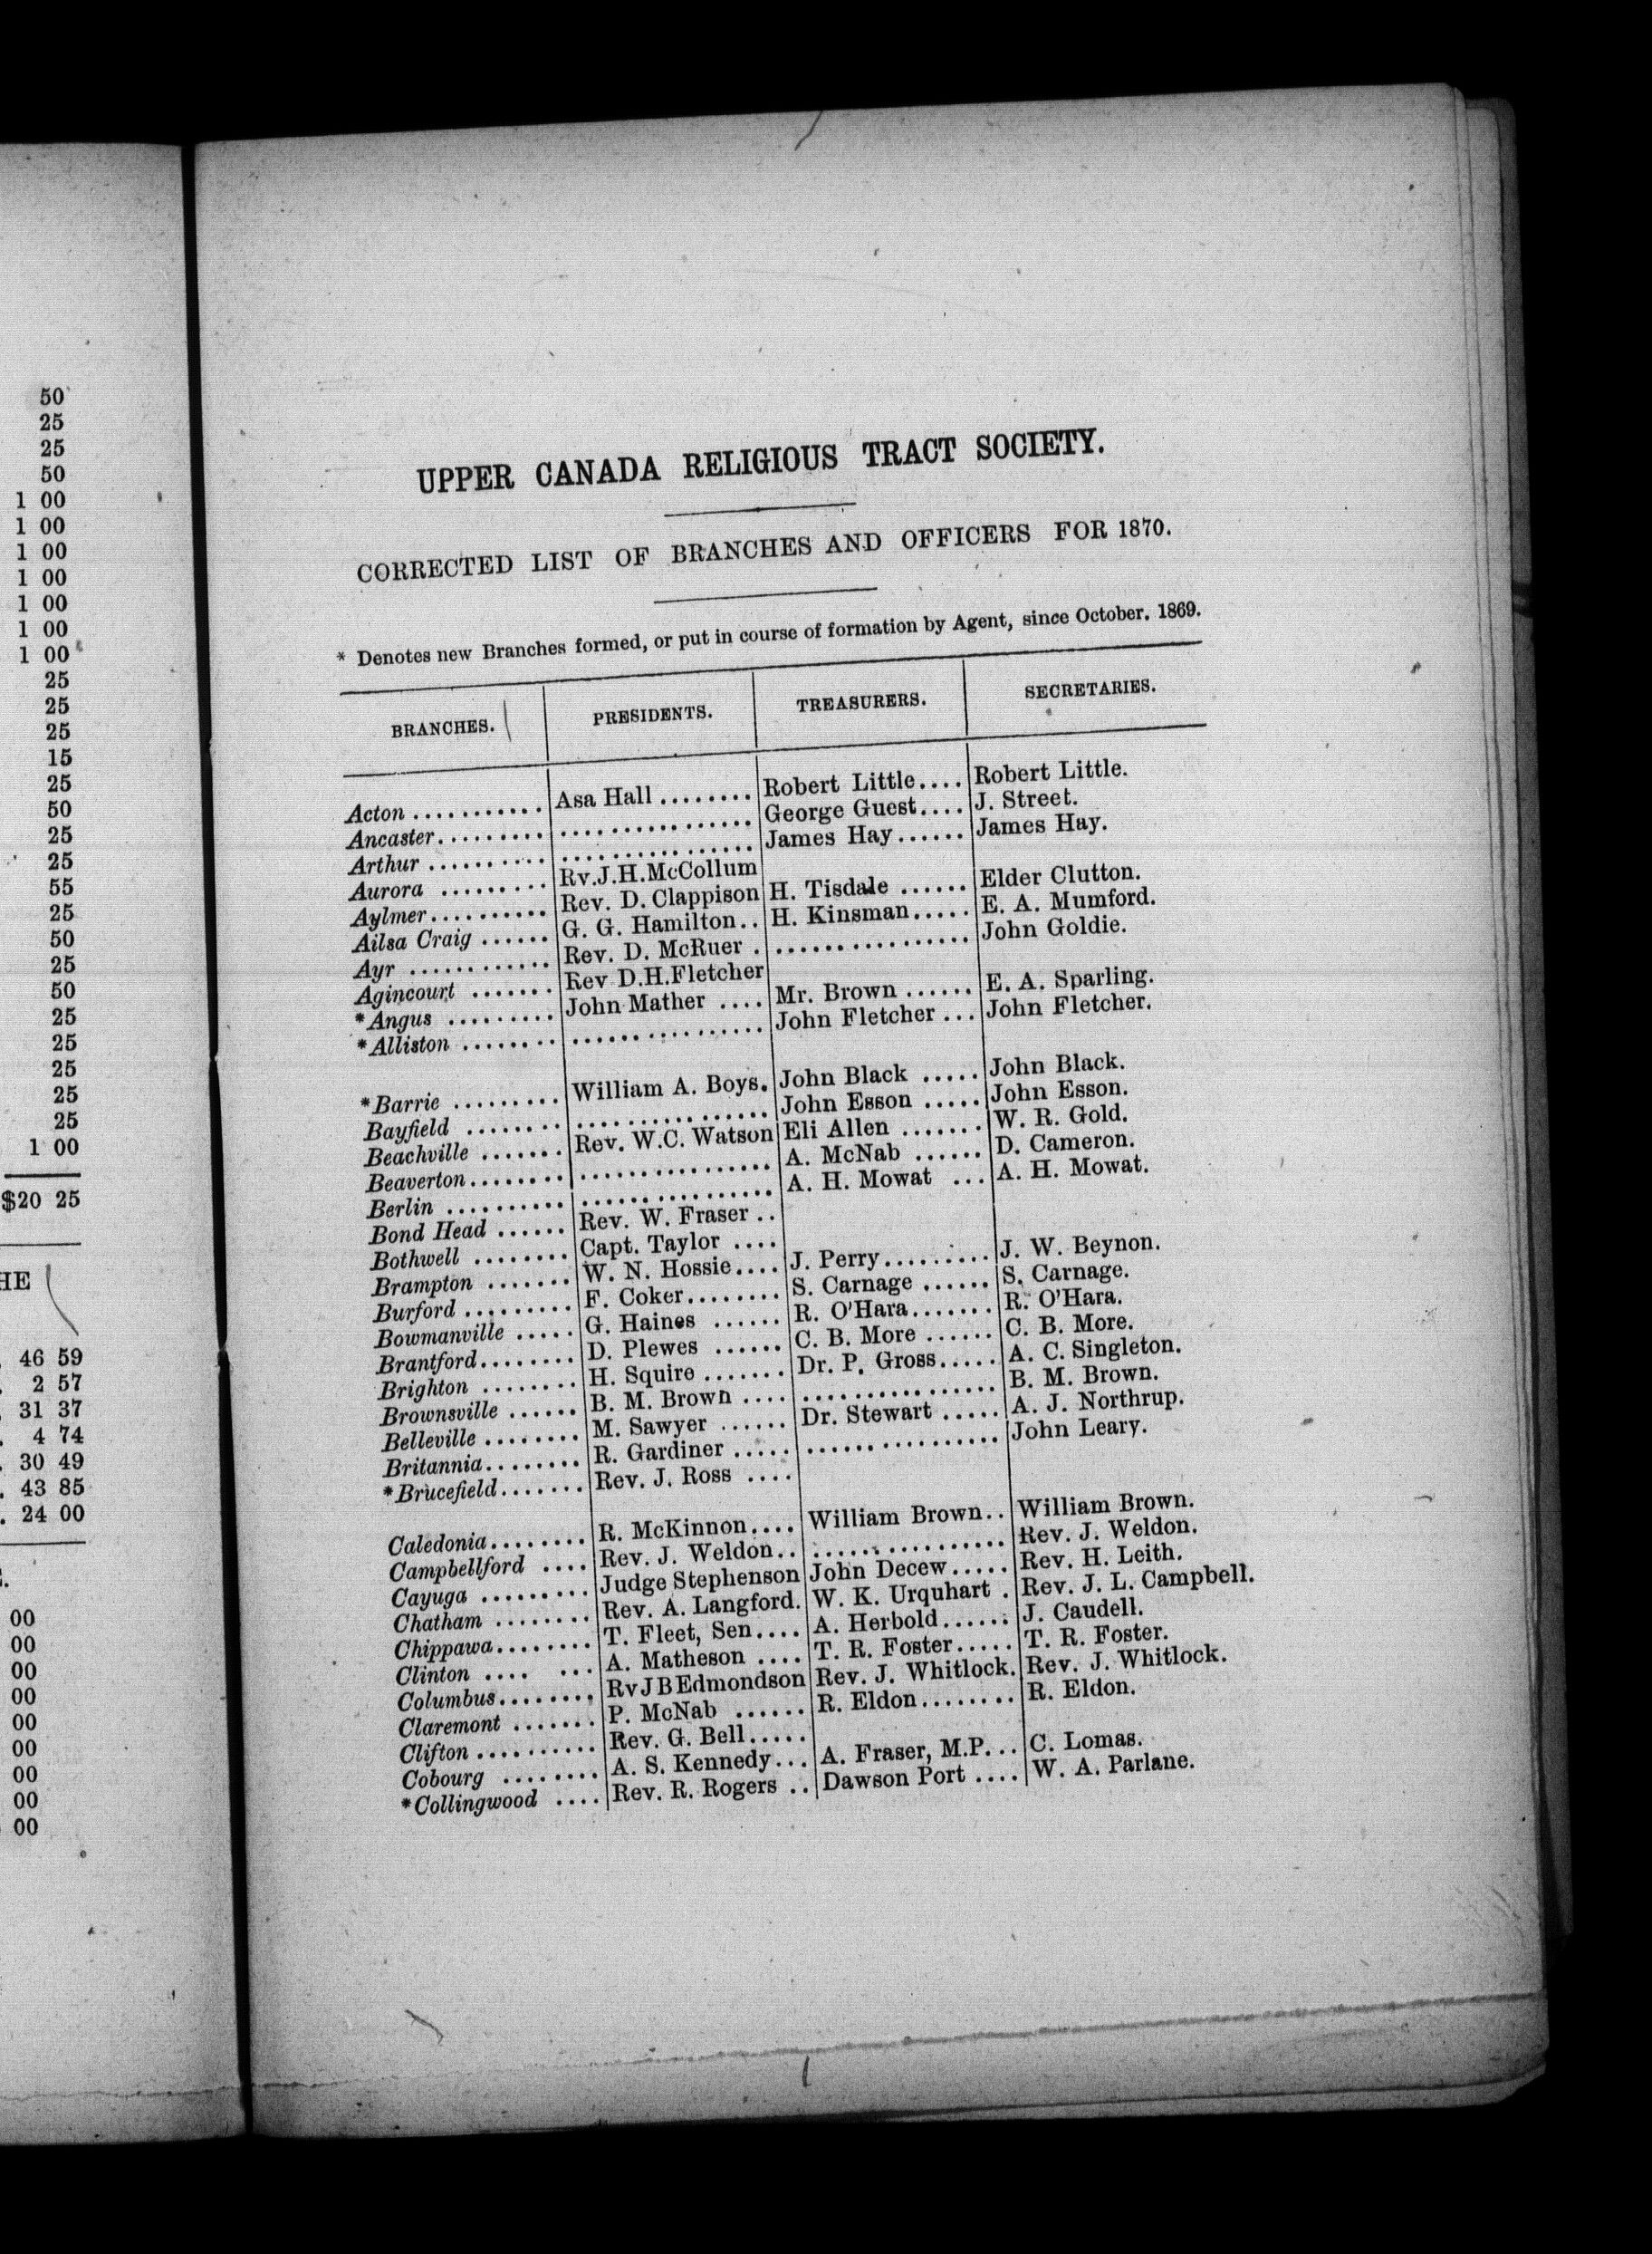 50
25
25
50
1 00
1 00
1 00
1 00
1 00
1 00
1 00
25
25
25
15
25
50
25
25
55
25
50
25
50
25
25
25
25
25
1 00
$20 25
HE
. 46 59
. 2 57
. 31 37
. 4 74
. 30 49
. 43 85
. 24 00
00
00
00
00
00
00
00
00
00
UPPER CANADA RELIGIOUS TRACT SOCIETY.
CORRECTED LIST OF BRANCHES AND OFFICERS FOR 1870.
* Denotes new Branches formed, or put in course of formation by Agent, since October. 1869.
BRANCHES. PRESIDENTS. TREASURERS. SECRETARIES.
Acton ........... Asa Hall ........ Robert Little.... Robert Little.
Ancaster......... ................ George Guest.... J. Street.
Arthur .......... ................ James Hay...... James Hay.
Aurora ......... Rv.J.H.McCollum
Aylmer.......... Rev. D. Clappison H. Tisdale ...... Elder Clutton.
Ailsa Craig ...... G. G. Hamilton.. H. Kinsman..... E. A. Mumford.
Ayr ............ Rev. D. McRuer . ................ John Goldie.
Agincourt ....... Rev D.H.Fletcher
*Angus ......... John Mather .... Mr. Brown ...... E. A. Sparling.
*Alliston ........ ................ John Fletcher ... John Fletcher.
*Barrie ......... William A. Boys. John Black ..... John Black.
Bayfield ........ ................ John Esson ..... John Esson.
Beachville ....... Rev. W.C. Watson Eli Allen ....... W. R. Gold.
Beaverton........ ................ A. McNab ...... D. Cameron.
Berlin .......... ................ A. H. Mowat ... A. H. Mowat.
Bond Head ...... Rev. W. Fraser ..
Bothwell ........ Capt. Taylor ....
Brampton ....... W. N. Hossie.... J. Perry.......... J. W. Beynon.
Burford ......... F. Coker........ S. Carnage ...... S. Carnage.
Bowmanville ..... G. Haines ...... R. O'Hara....... R. O'Hara.
Brantford........ D. Plewes ...... C. B. More ...... C. B. More.
Brighton ........ H. Squire ....... Dr. P. Gross..... A. C. Singleton.
Brownsville ...... B. M. Brown .... ................ B. M. Brown.
Belleville ........ M. Sawyer ...... Dr. Stewart ..... A. J. Northrup.
Britannia........ R. Gardiner ..... ................ John Leary.
*Brucefield....... Rev. J. Ross ....
Caledonia........ R. McKinnon.... William Brown.. William Brown.
Campbellford .... Rev. J. Weldon.. ................ Rev. J. Weldon.
Cayuga ......... Judge Stephenson John Decew..... Rev. H. Leith.
Chatham ........ Rev. A. Langford. W. K. Urquhart . Rev. J. L. Campbell.
Chippawa........ T. Fleet, Sen.... A. Herbold...... J. Caudell.
Clinton .... ... A. Matheson .... T. R. Foster..... T. R. Foster.
Columbus........ RvJBEdmondson Rev. J. Whitlock. Rev. J. Whitlock.
Claremont ....... P. McNab ...... R. Eldon........ R. Eldon.
Clifton .......... Rev. G. Bell.....
Cobourg ........ A. S. Kennedy... A. Fraser, M.P... C. Lomas.
*Collingwood .... Rev. R. Rogers .. Dawson Port .... W. A. Parlane.